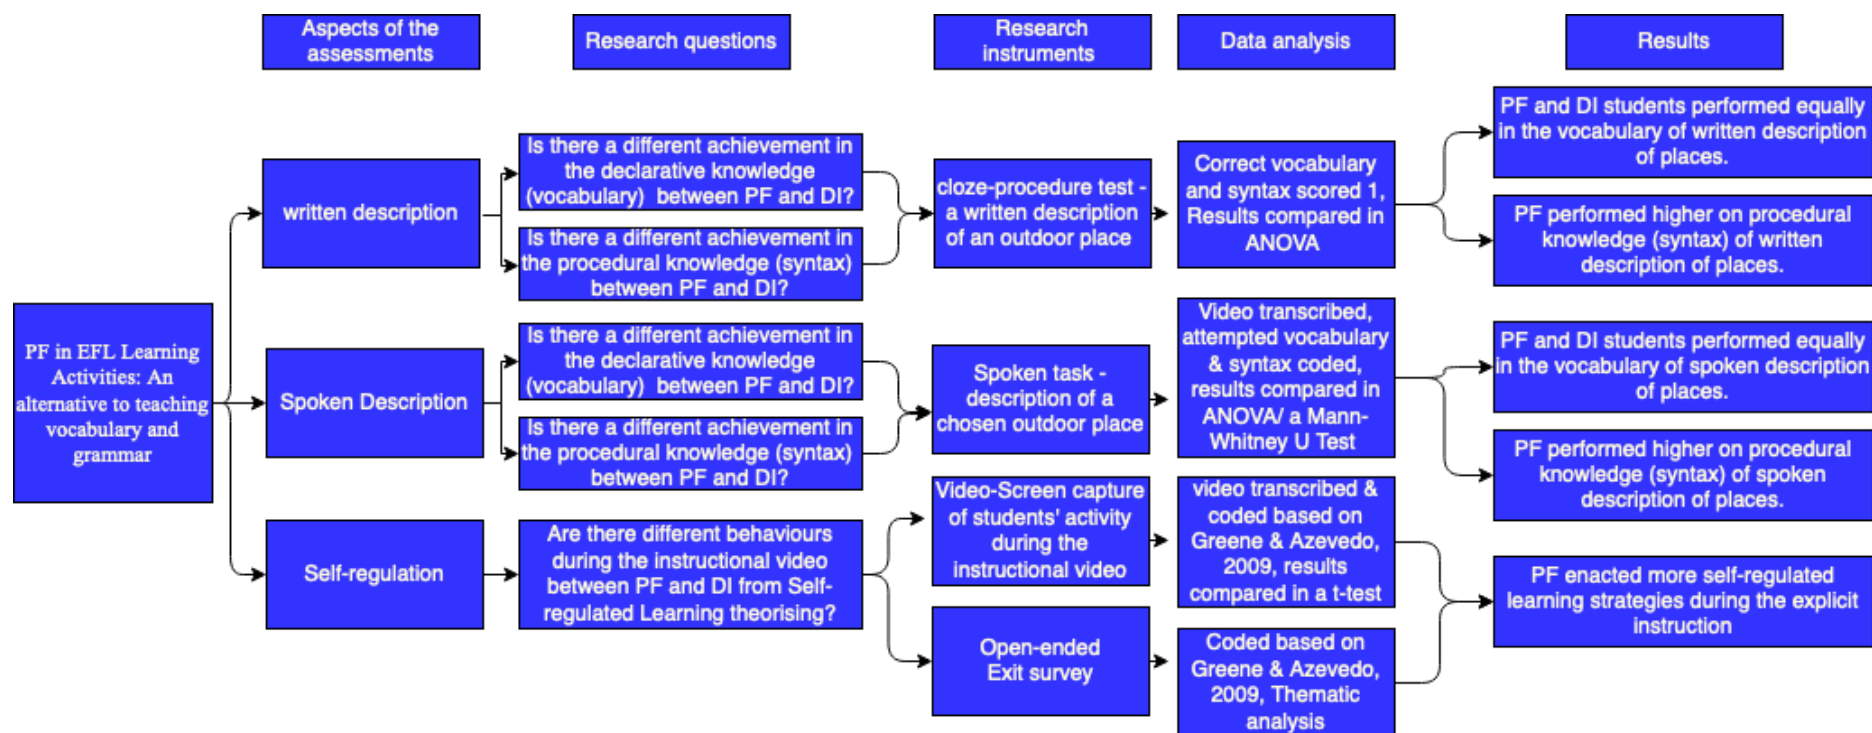 Aspects of the
assessments
Research questions
Research
instruments
Data analysis
Results
PF in EFL Learning
Activities: An
alternative to teaching
vocabulary and
grammar
written description
Is there a different achievement in
the declarative knowledge
(vocabulary) between PF and DI?
Is there a different achievement in
the procedural knowledge (syntax)
between PF and DI?
cloze-procedure test -
a written description
of an outdoor place
Correct vocabulary
and syntax scored 1,
Results compared in
ANOVA
PF and DI students performed equally
in the vocabulary of written description
of places.
PF performed higher on procedural
knowledge (syntax) of written
description of places.
Spoken Description
Is there a different achievement in
the declarative knowledge
(vocabulary) between PF and DI?
Is there a different achievement in
the procedural knowledge (syntax)
between PF and DI?
Spoken task -
description of a
chosen outdoor place
Video transcribed,
attempted vocabulary
& syntax coded,
results compared in
ANOVA/ a Mann-
Whitney U Test
PF and DI students performed equally
in the vocabulary of spoken description
of places.
PF performed higher on procedural
knowledge (syntax) of spoken
description of places.
Self-regulation
Are there different behaviours
during the instructional video
between PF and DI from Self-
regulated Learning theorising?
Video-Screen capture
of students' activity
during the
instructional video
video transcribed &
coded based on
Greene & Azevedo,
2009, results
compared in a t-test
Open-ended
Exit survey
Coded based on
Greene & Azevedo,
2009, Thematic
analysis
PF enacted more self-regulated
learning strategies during the explicit
instruction